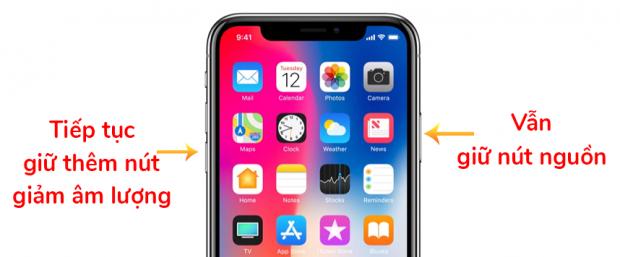 9:41
Tuesday
12
Mail
Calendar
Photos
Camera
Maps
Clock
Weather
News
Home
Notes
Stocks
Reminders
TV
App Store
iTunes Store
Books
tv
Tiếp tục
giữ thêm nút
giảm âm lượng
Vẫn
giữ nút nguồn